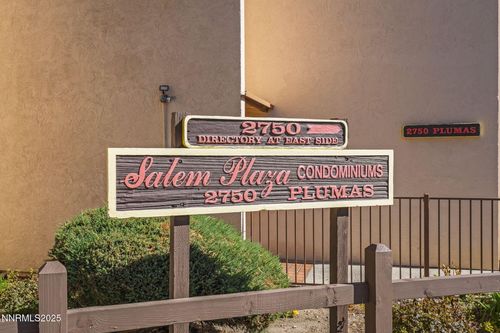 2750
DIRECTORY AT EAST SIDE
2750 PLUMAS
Salem Plaza CONDOMINIUMS
2750 PLUMAS
NNRMLS2025